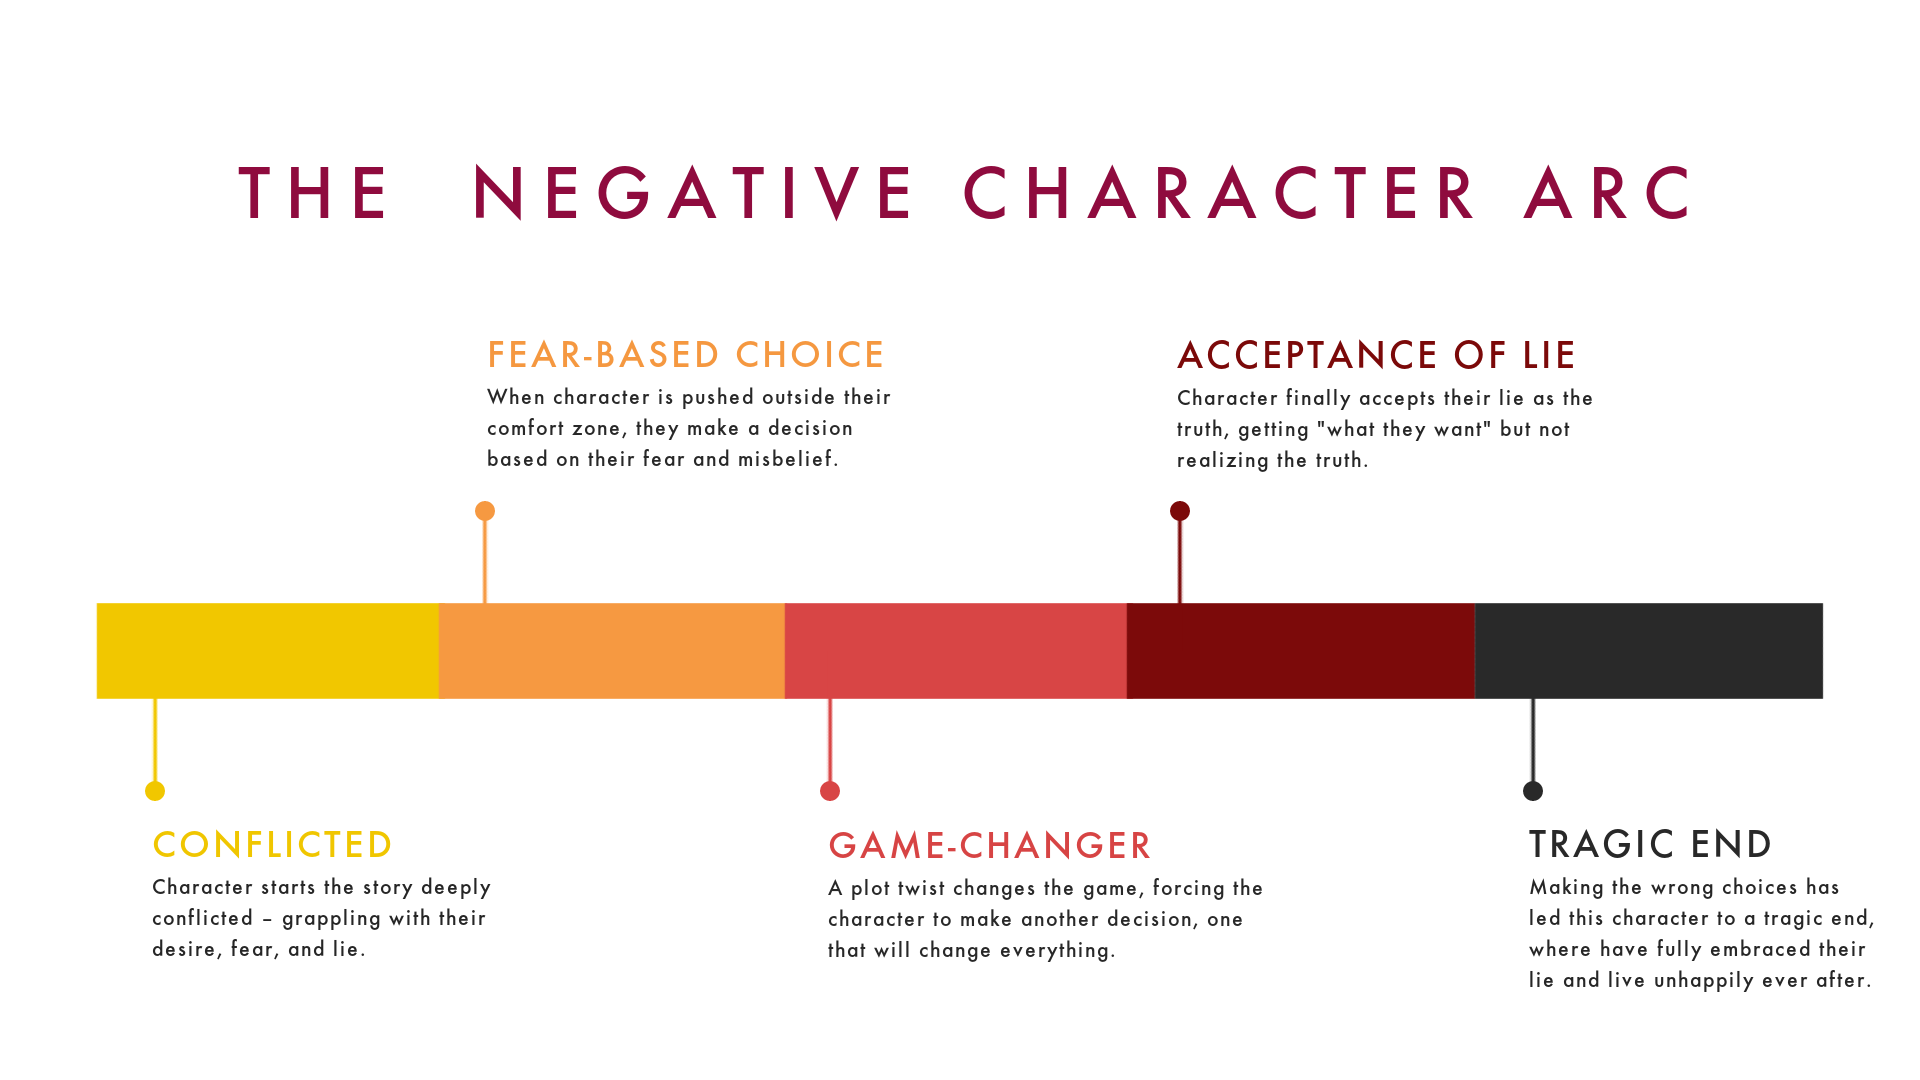 THE NEGATIVE CHARACTER ARC
FEAR-BASED CHOICE
When character is pushed outside their
comfort zone, they make a decision
based on their fear and misbelief.
ACCEPTANCE OF LIE
Character finally accepts their lie as the
truth, getting "what they want" but not
realizing the truth.
CONFLICTED
Character starts the story deeply
conflicted – grappling with their
desire, fear, and lie.
GAME-CHANGER
A plot twist changes the game, forcing the
character to make another decision, one
that will change everything.
TRAGIC END
Making the wrong choices has
led this character to a tragic end,
where have fully embraced their
lie and live unhappily ever after.